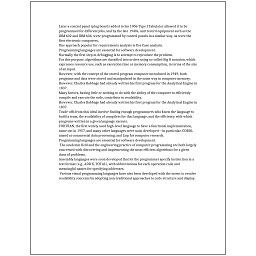 Later a control panel (plug board) added to his 1906 Type I Tabulator allowed it to be
programmed for different jobs, and by the late 1940s, unit record equipment such as the
IBM 602 and IBM 604, were programmed by control panels in a similar way, as were the
first electronic computers.
One approach popular for requirements analysis is Use Case analysis.
Programming languages are essential for software development.
Normally the first step in debugging is to attempt to reproduce the problem.
For this purpose algorithms are classified into orders using so-called Big O notation, which
expresses resource use, such as execution time or memory consumption, in terms of the size
of an input.
However, with the concept of the stored-program computer introduced in 1949, both
programs and data were stored and manipulated in the same way in computer memory.
However, Charles Babbage had already written his first program for the Analytical Engine in
1837.
Many factors, having little or nothing to do with the ability of the computer to efficiently
compile and execute the code, contribute to readability.
However, Charles Babbage had already written his first program for the Analytical Engine in
1837.
Trade-offs from this ideal involve finding enough programmers who know the language to
build a team, the availability of compilers for that language, and the efficiency with which
programs written in a given language execute.
FORTRAN, the first widely used high-level language to have a functional implementation,
came out in 1957, and many other languages were soon developed—in particular, COBOL
aimed at commercial data processing, and Lisp for computer research.
Programming languages are essential for software development.
The academic field and the engineering practice of computer programming are both largely
concerned with discovering and implementing the most efficient algorithms for a given
class of problems.
Assembly languages were soon developed that let the programmer specify instruction in a
text format (e.g., ADD X, TOTAL), with abbreviations for each operation code and
meaningful names for specifying addresses.
Various visual programming languages have also been developed with the intent to resolve
readability concerns by adopting non-traditional approaches to code structure and display.